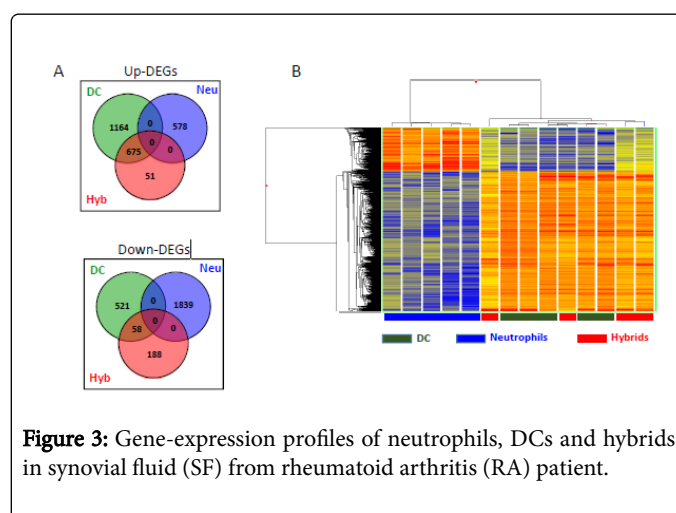 A
Up-DEGs
DC
Neu
1164
0
578
0
675
0
51
Hyb
Down-DEGs
DC
Neu
521
0
1839
0
58
0
188
Hyb
B
DC
Neutrophils
Hybrids
Figure 3: Gene-expression profiles of neutrophils, DCs and hybrids
in synovial fluid (SF) from rheumatoid arthritis (RA) patient.